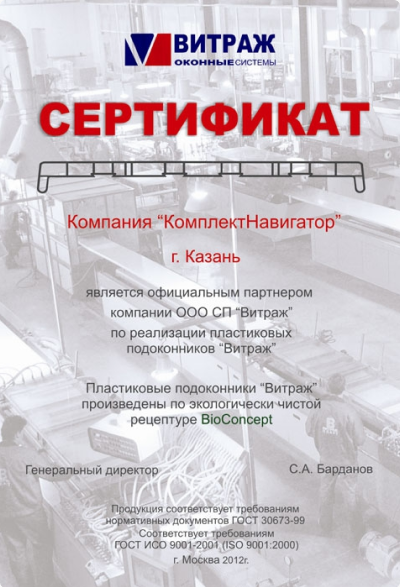 ВИТРАЖ
ОКОННЫЕ СИСТЕМЫ
СЕРТИФИКАТ
Компания “КомплектНавигатор”
г. Казань
является официальным партнером
компании ООО СП “Витраж”
по реализации пластиковых
подоконников “Витраж”
Пластиковые подоконники “Витраж”
произведены по экологически чистой
рецептуре BioConcept
Генеральный директор
С.А. Барданов
Продукция соответствует требованиям
нормативных документов ГОСТ 30673-99
Соответствует требованиям
ГОСТ ИСО 9001-2001 (ISO 9001:2000)
г. Москва 2012г.